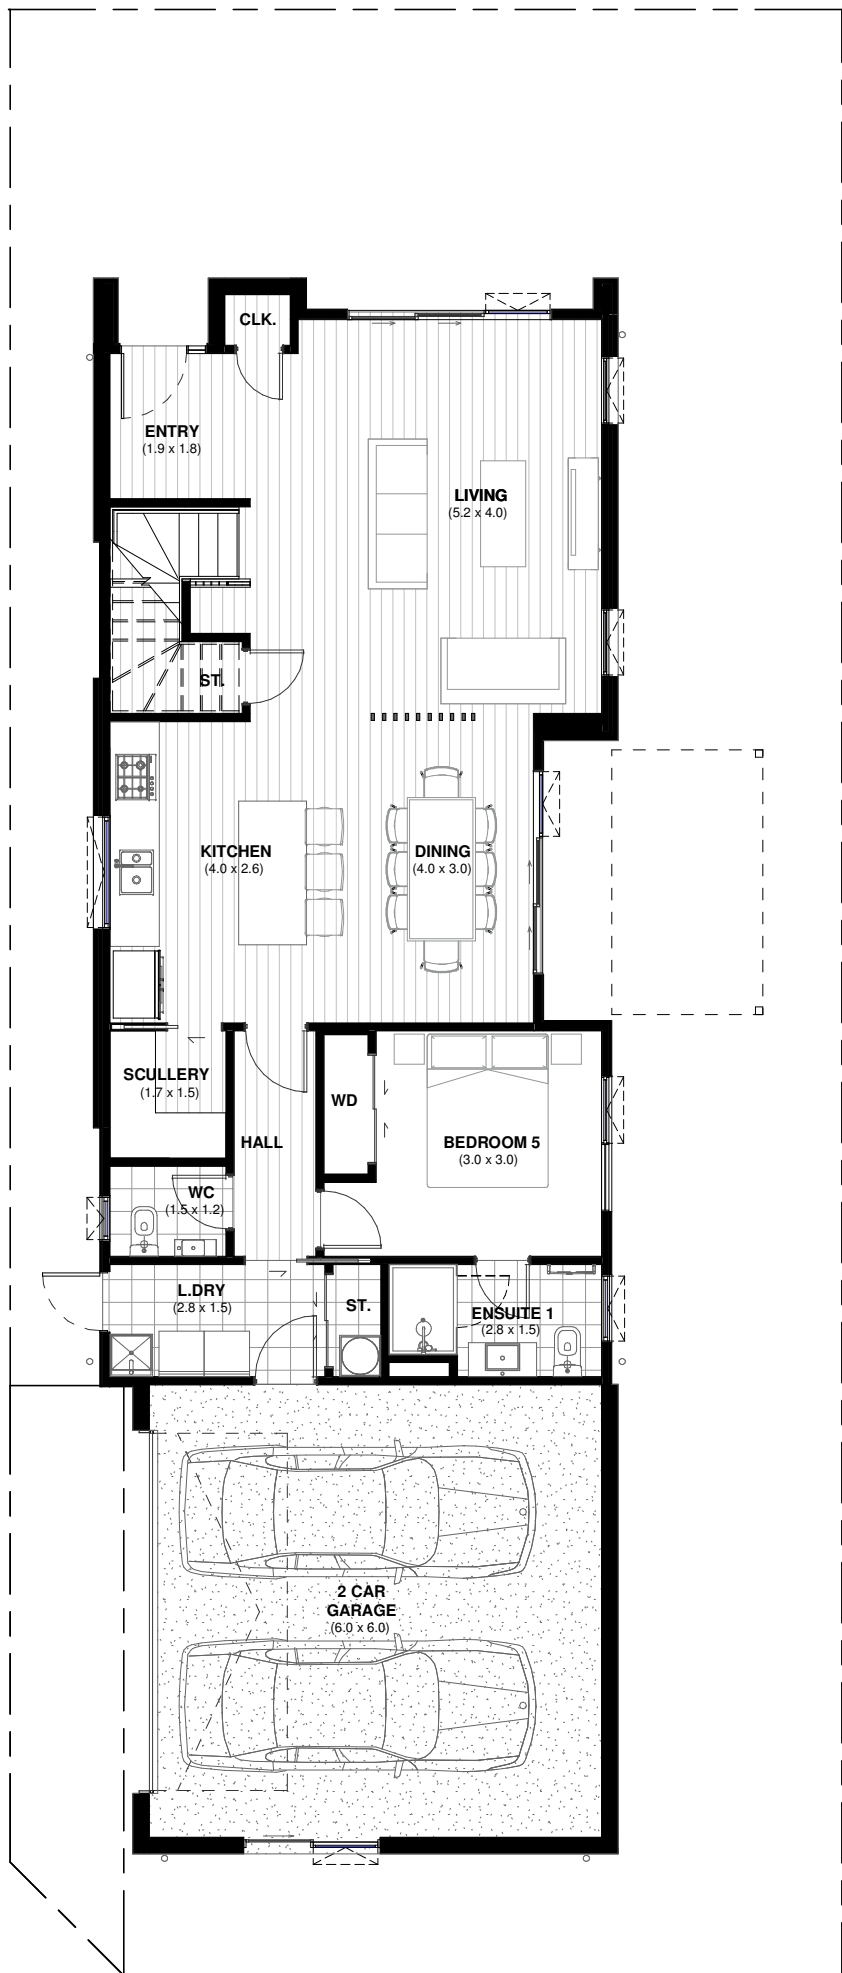 CLK.
ENTRY
(1.9 x 1.8)
LIVING
(5.2 x 4.0)
ST.
KITCHEN
(4.0 x 2.6)
DINING
(4.0 x 3.0)
SCULLERY
(1.7 x 1.5)
WD
HALL
BEDROOM 5
(3.0 x 3.0)
WC
(1.5 x 1.2)
L.DRY
(2.8 x 1.5)
ST.
ENSUITE 1
(2.8 x 1.5)
2 CAR
GARAGE
(6.0 x 6.0)